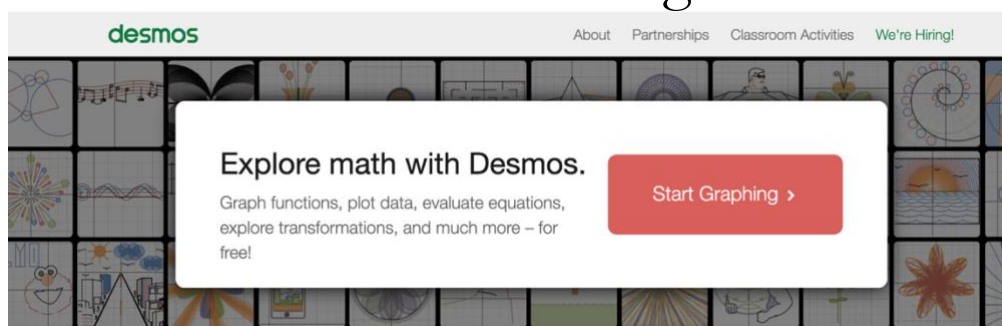 desmos
About Partnerships Classroom Activities We're Hiring!
Explore math with Desmos.
Graph functions, plot data, evaluate equations,
explore transformations, and much more – for
free!
Start Graphing >